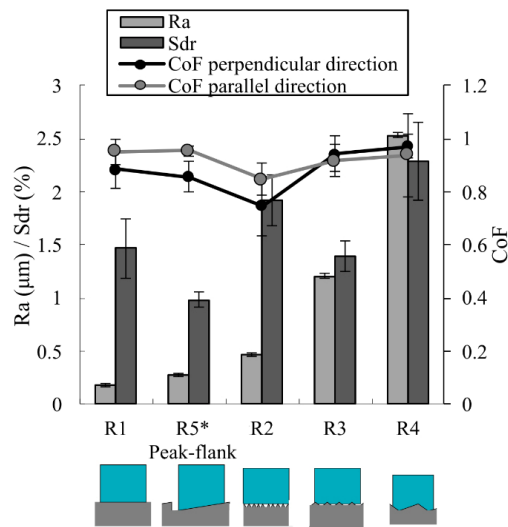 Ra
Sdr
CoF perpendicular direction
CoF parallel direction
3
2.5
2
1.5
1
0.5
0
Ra (μm) / Sdr (%)
1.2
1
0.8
0.6
0.4
0.2
0
CoF
R1 R5* R2 R3 R4
Peak-flank